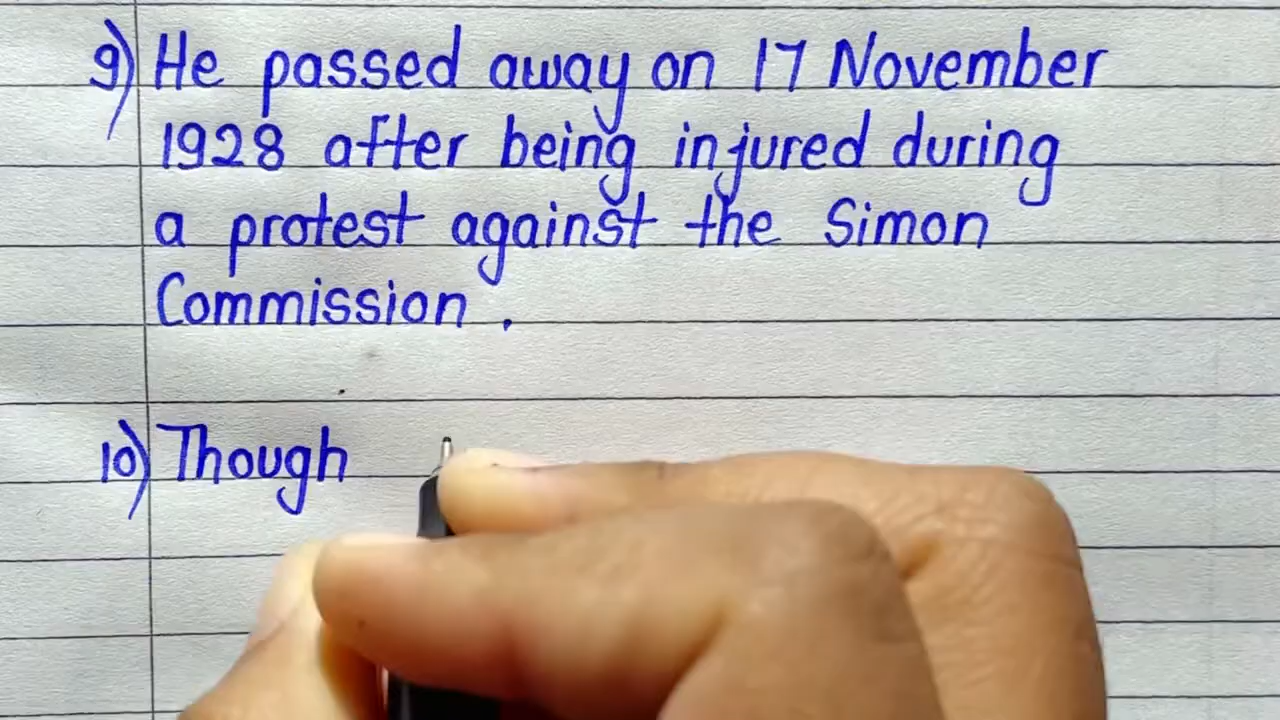 9) He passed away on 17 November
1928 after being injured during
a protest against the Simon
Commission.
10) Though